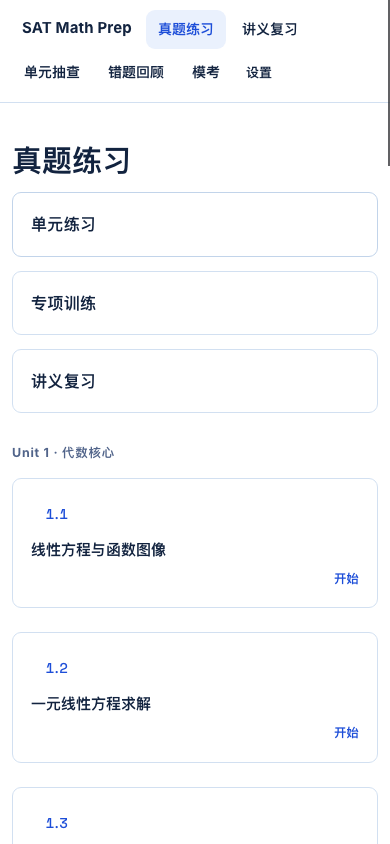 SAT Math Prep 真题练习 讲义复习
单元抽查 错题回顾 模考 设置
真题练习
单元练习
专项训练
讲义复习
Unit 1 · 代数核心
1.1
线性方程与函数图像
开始
1.2
一元线性方程求解
开始
1.3